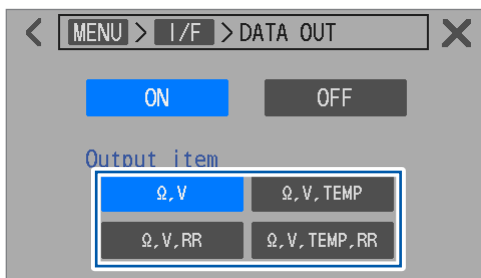 MENU > I/F > DATA OUT
ON OFF
Output item
Ω,V Ω,V,TEMP
Ω,V,RR Ω,V,TEMP,RR